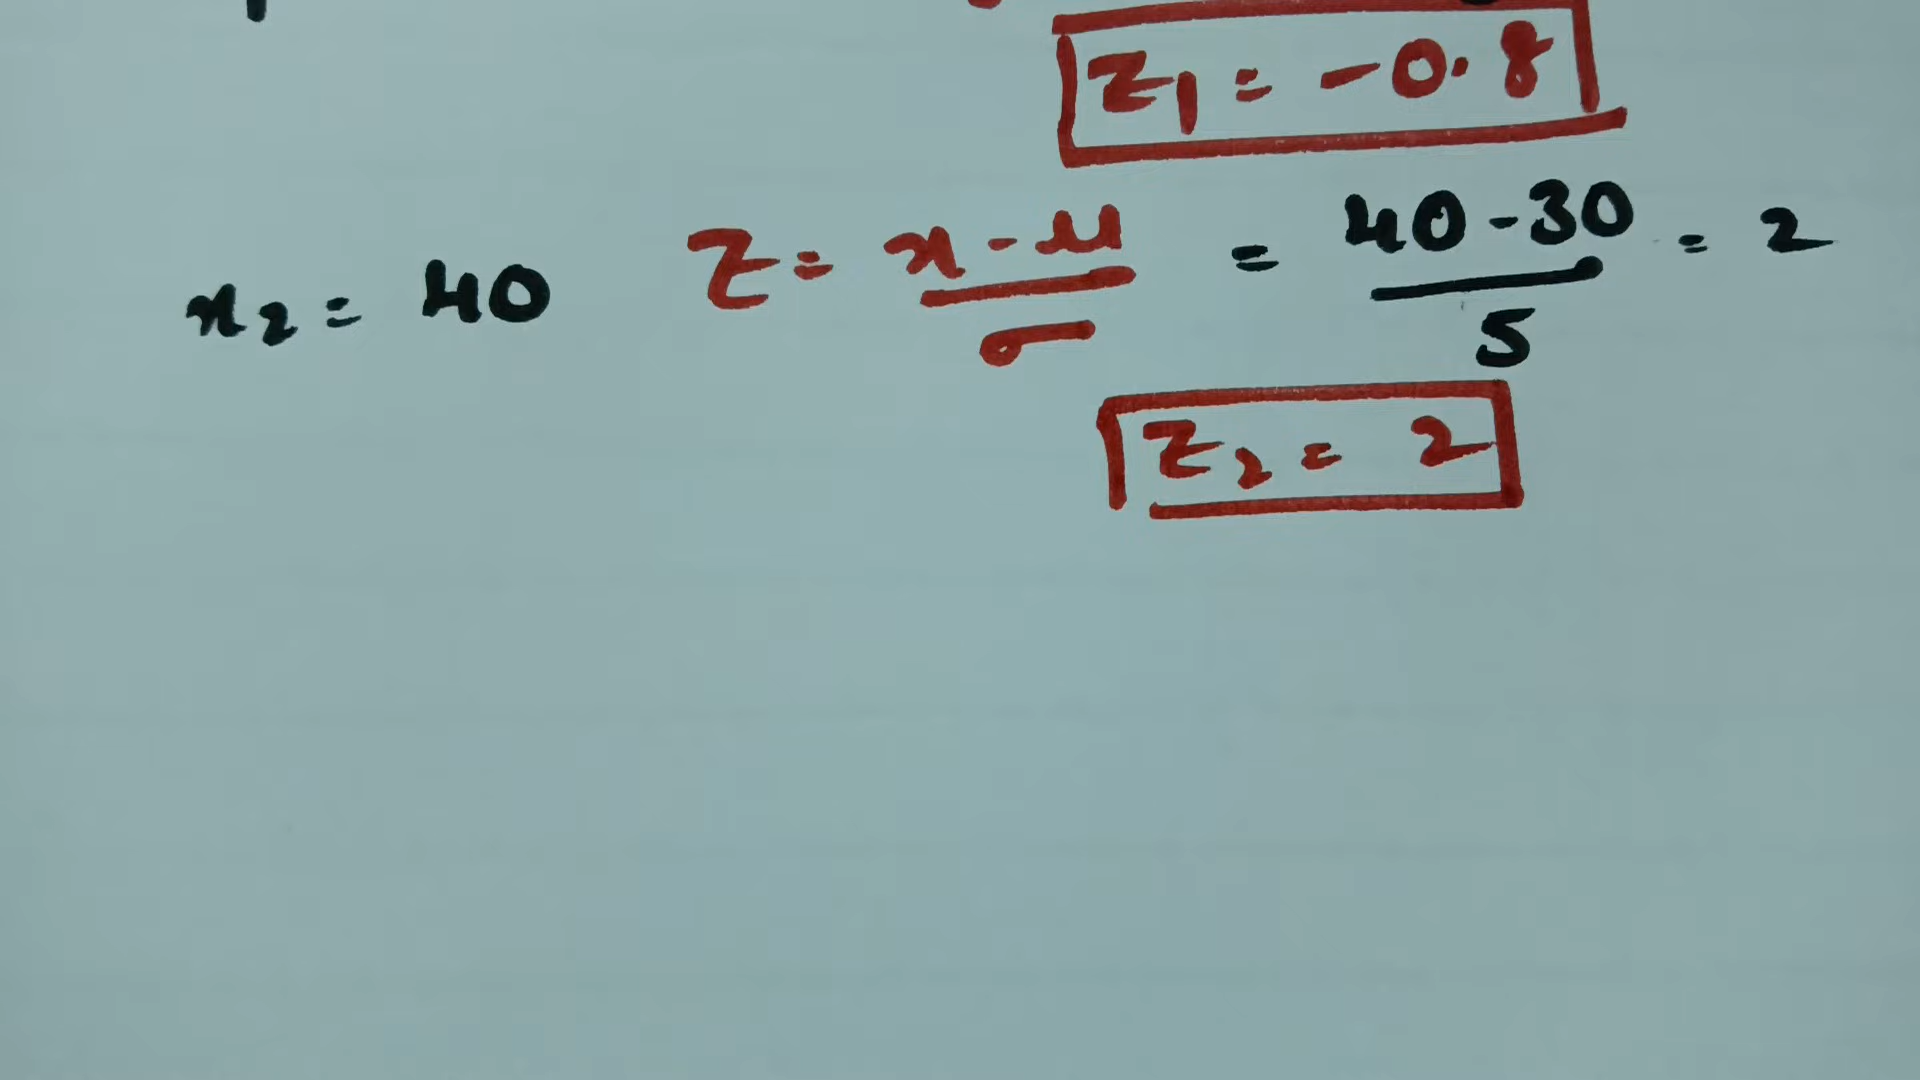 z₁ = -0.8
x₂ = 40 Z = x - μ / σ = 40 - 30 / 5 = 2
z₂ = 2